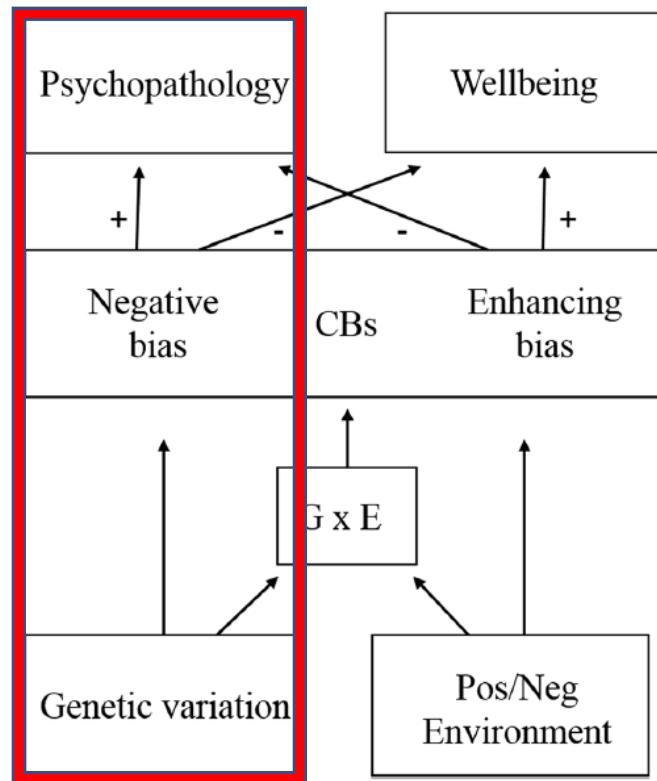 Psychopathology
Wellbeing
+
-
-
+
Negative
bias
CBs
Enhancing
bias
G x E
Genetic variation
Pos/Neg
Environment